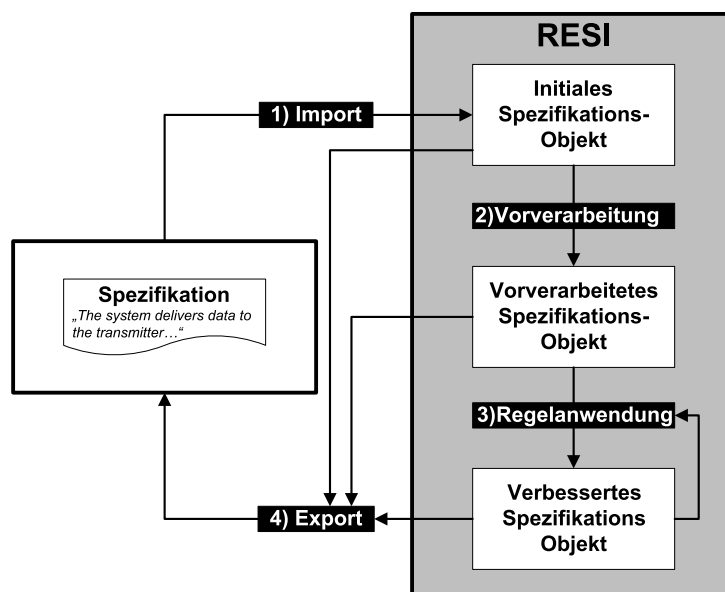 RESI
Initiales
Spezifikations-
Objekt
1) Import
2)Vorverarbeitung
Spezifikation
„The system delivers data to
the transmitter…“
Vorverarbeitetes
Spezifikations-
Objekt
3)Regelanwendung
4) Export
Verbessertes
Spezifikations
Objekt